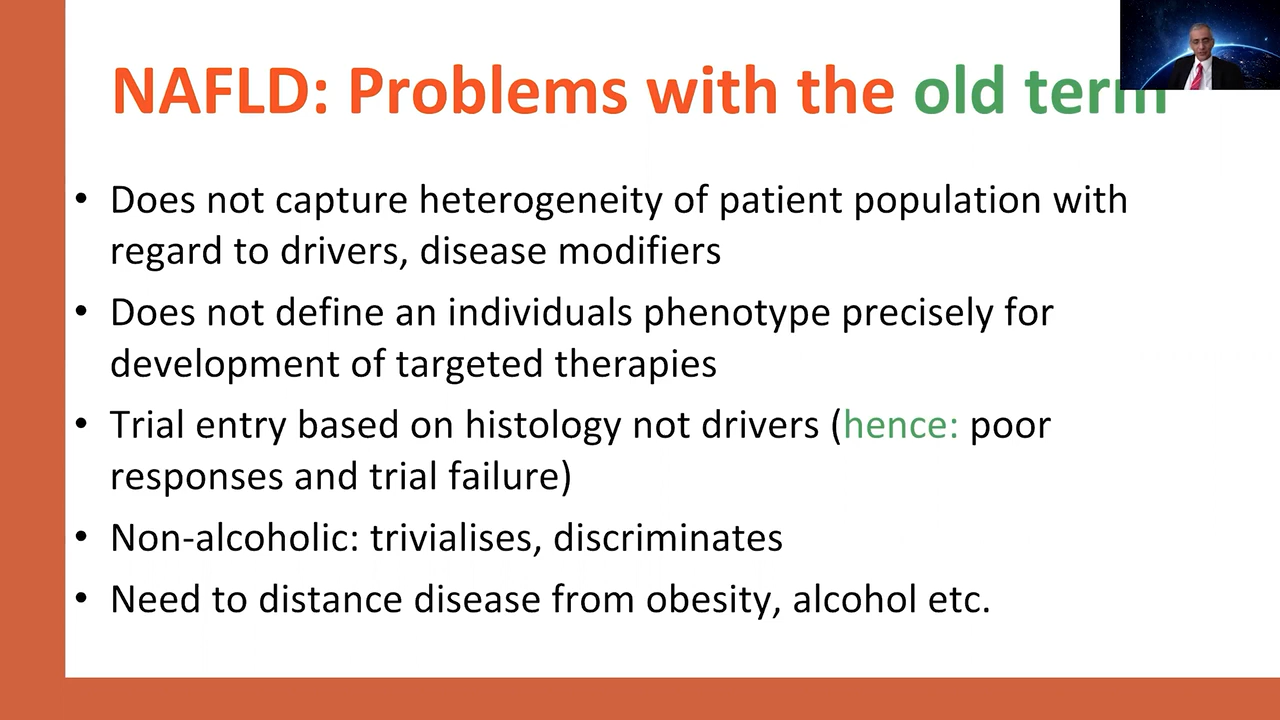 NAFLD: Problems with the old term
• Does not capture heterogeneity of patient population with
regard to drivers, disease modifiers
• Does not define an individuals phenotype precisely for
development of targeted therapies
• Trial entry based on histology not drivers (hence: poor
responses and trial failure)
• Non-alcoholic: trivialises, discriminates
• Need to distance disease from obesity, alcohol etc.